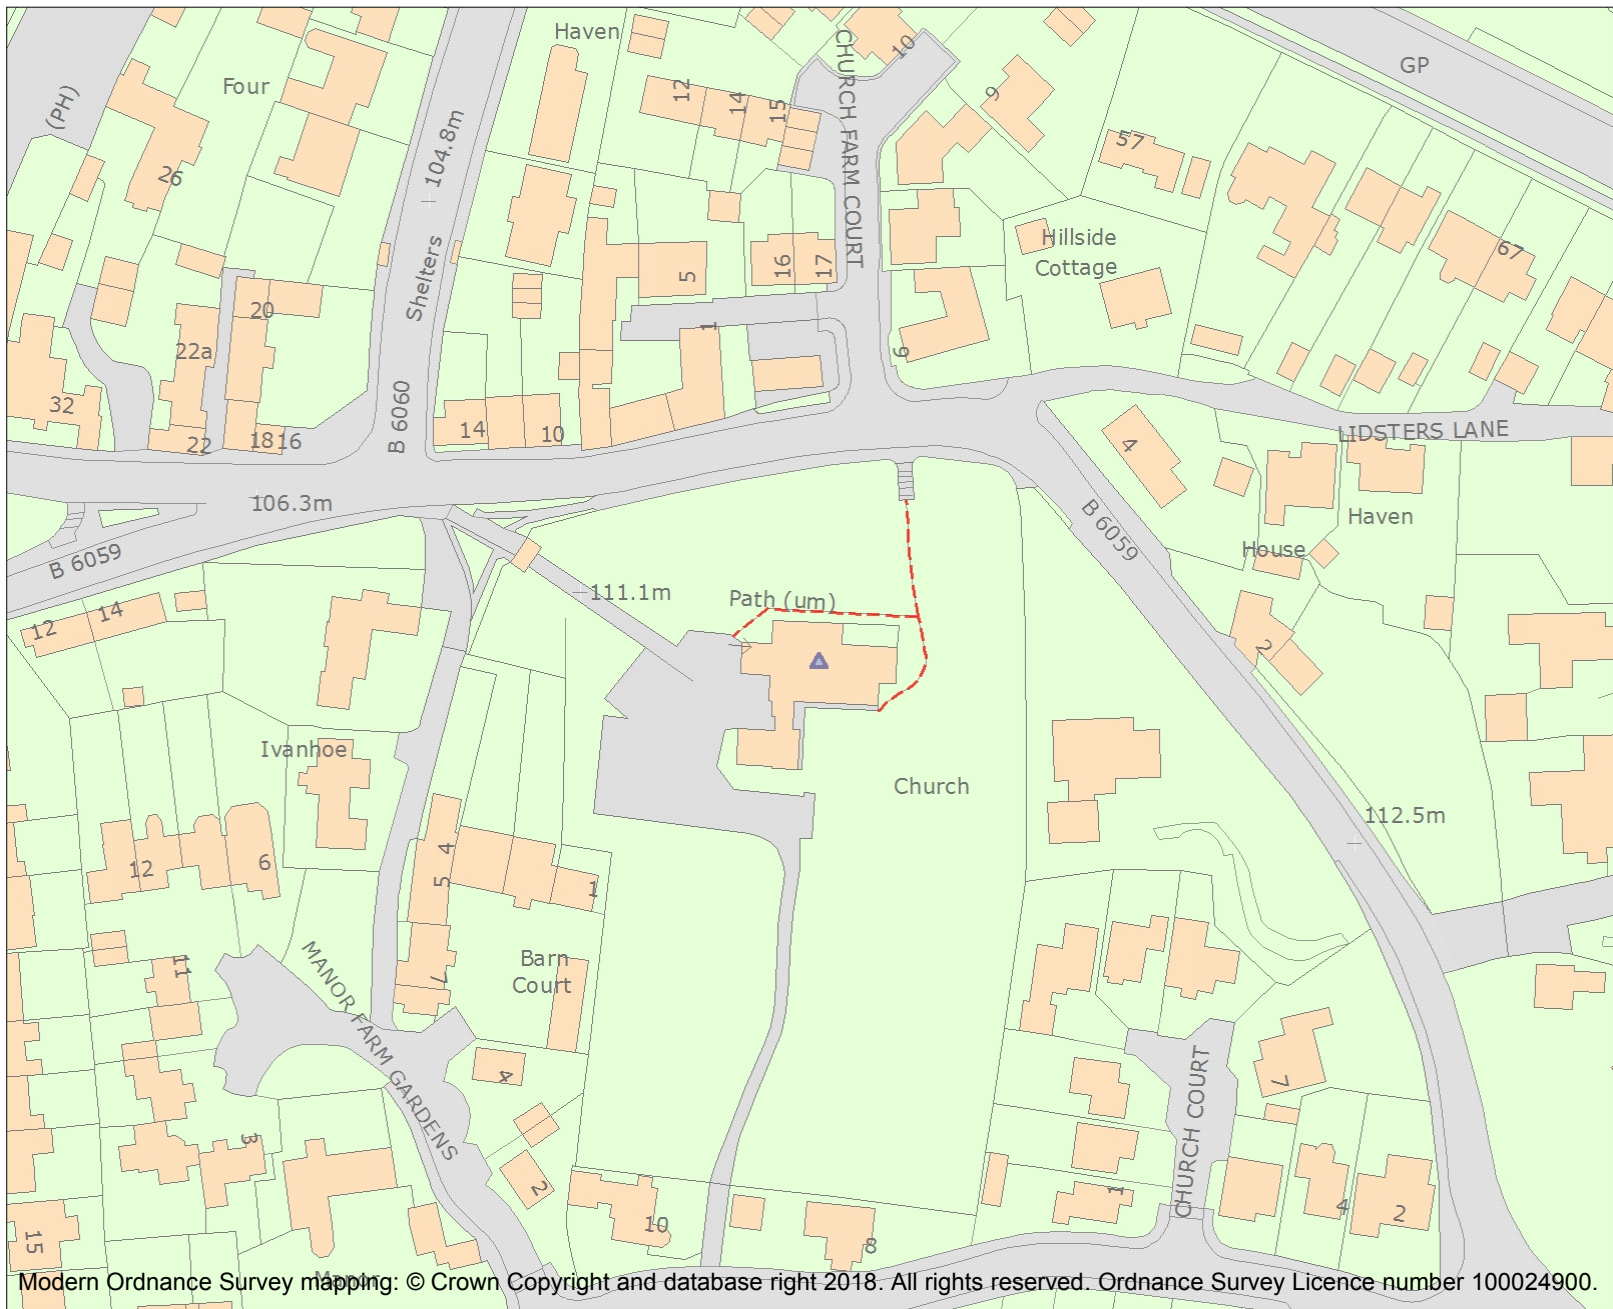 Haven
10
GP
Four
(PH)
12
14
15
CHURCH FARM COURT
9
57
104.8m
26
Hillside
Cottage
67
Shelters
5
16
17
20
22a
1
9
32
B 6060
14
10
22
18
16
4
LIDSTERS LANE
106.3m
Haven
B 6059
B 6059
House
111.1m
Path (um)
12
14
2
Ivanhoe
Church
112.5m
12
6
4
5
1
11
7
Barn
Court
MANOR FARM GARDENS
4
CHURCH COURT
7
3
2
1
4
2
15
10
8
Manor
Modern Ordnance Survey mapping: © Crown Copyright and database right 2018. All rights reserved. Ordnance Survey Licence number 100024900.